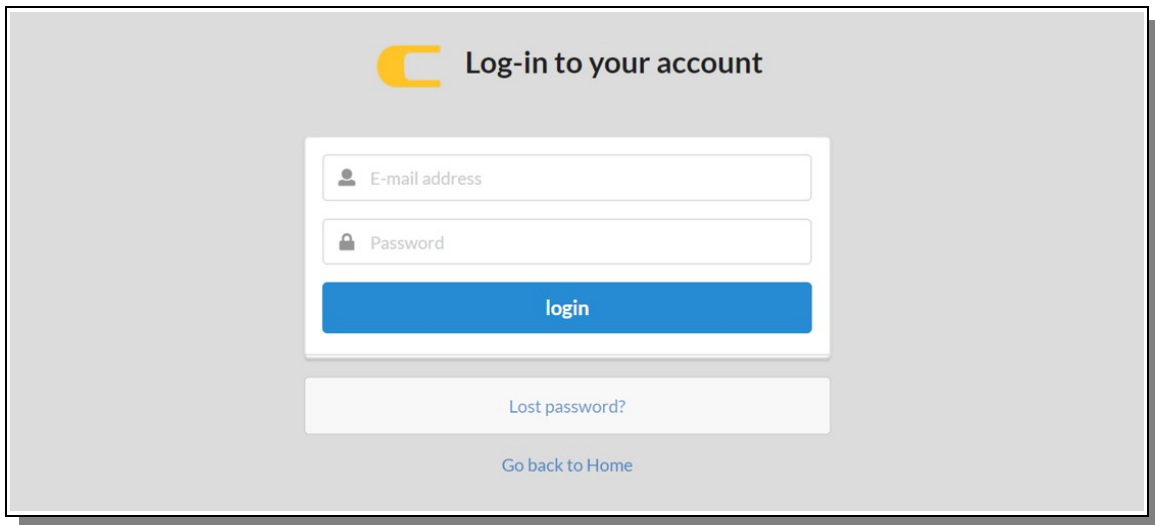 Log-in to your account
E-mail address
Password
login
Lost password?
Go back to Home